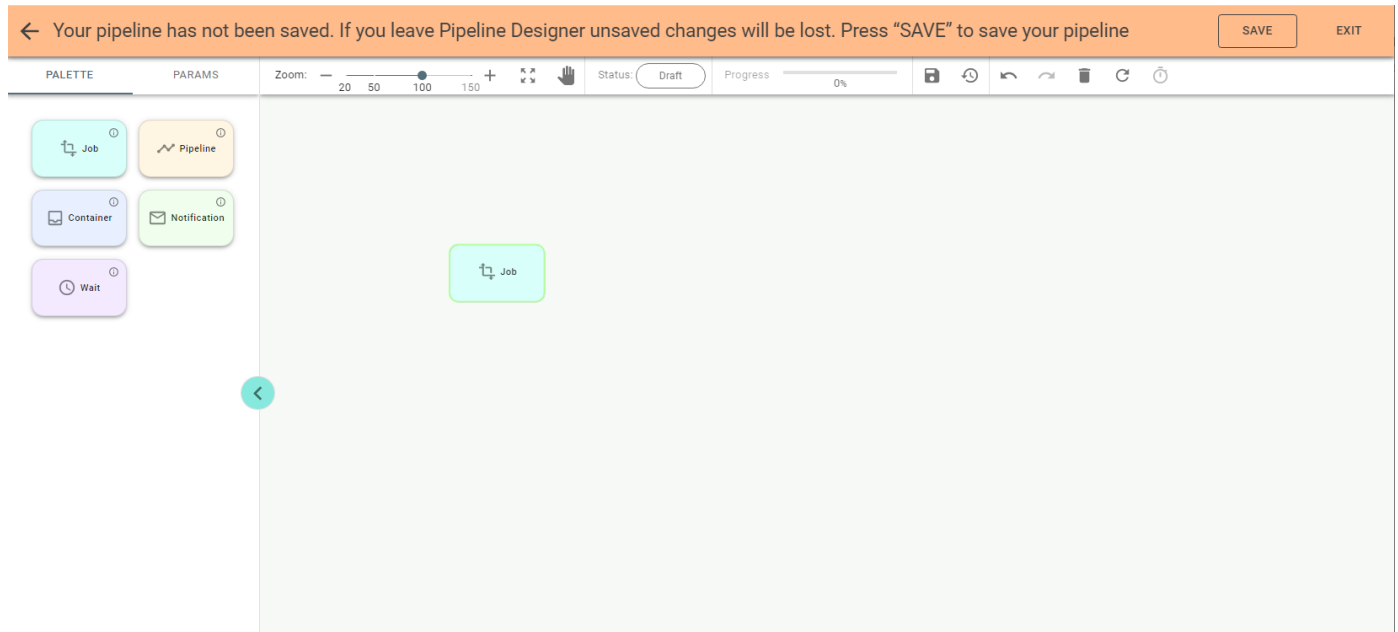 Your pipeline has not been saved. If you leave Pipeline Designer unsaved changes will be lost. Press “SAVE” to save your pipeline
SAVE
EXIT
PALETTE
PARAMS
Zoom:
20 50 100 150
Status: Draft
Progress
0%
Job
Pipeline
Container
Notification
Wait
Job